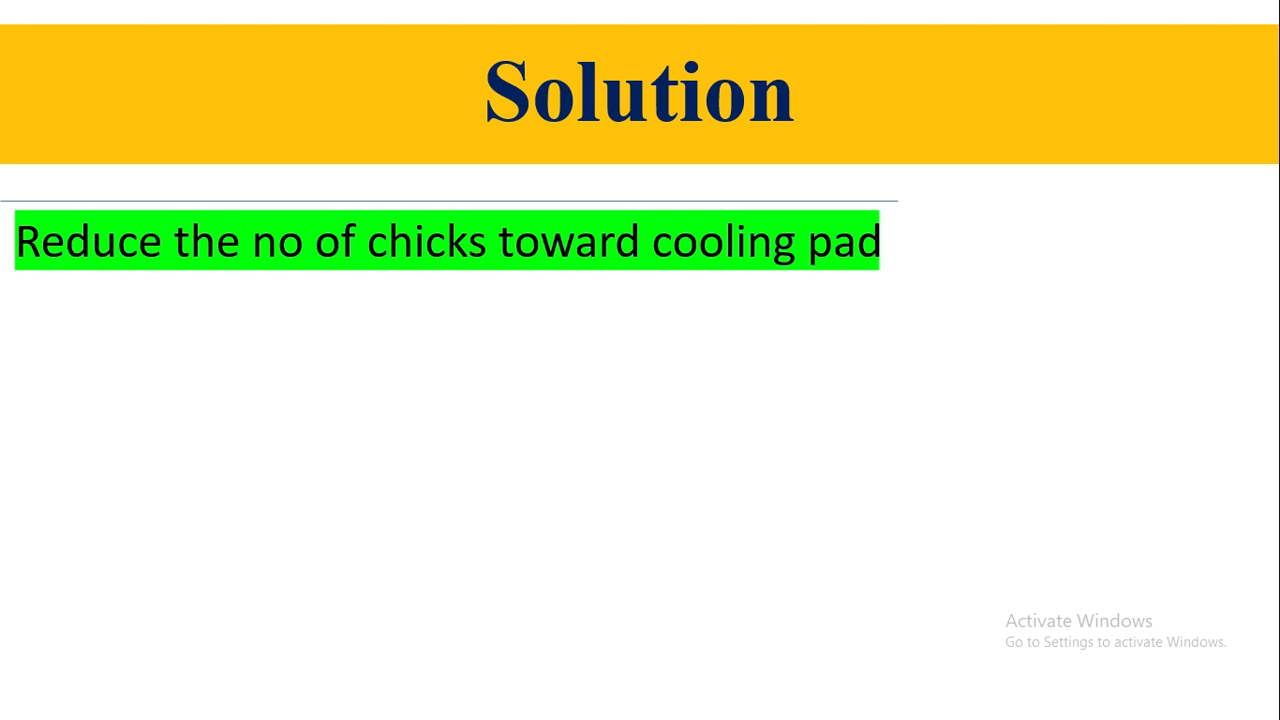 Solution
Reduce the no of chicks toward cooling pad
Activate Windows
Go to Settings to activate Windows.